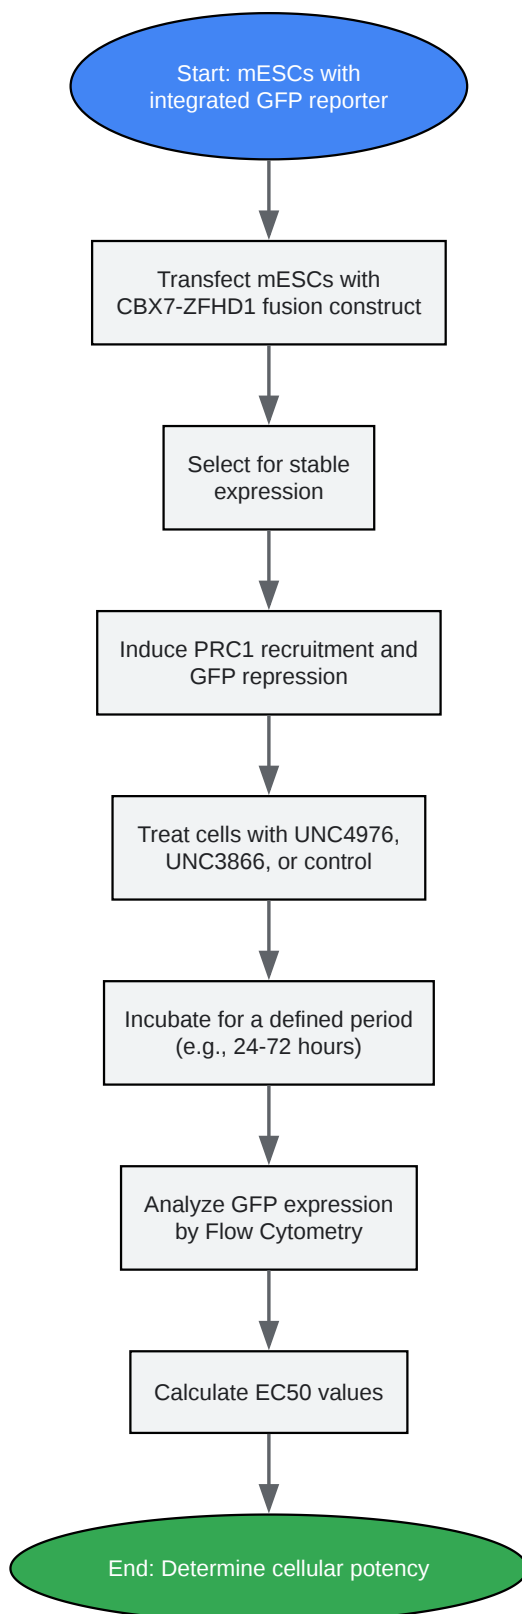 Start: mESCs with
integrated GFP reporter
Transfect mESCs with
CBX7-ZFHD1 fusion construct
Select for stable
expression
Induce PRC1 recruitment and
GFP repression
Treat cells with UNC4976,
UNC3866, or control
Incubate for a defined period
(e.g., 24-72 hours)
Analyze GFP expression
by Flow Cytometry
Calculate EC50 values
End: Determine cellular potency